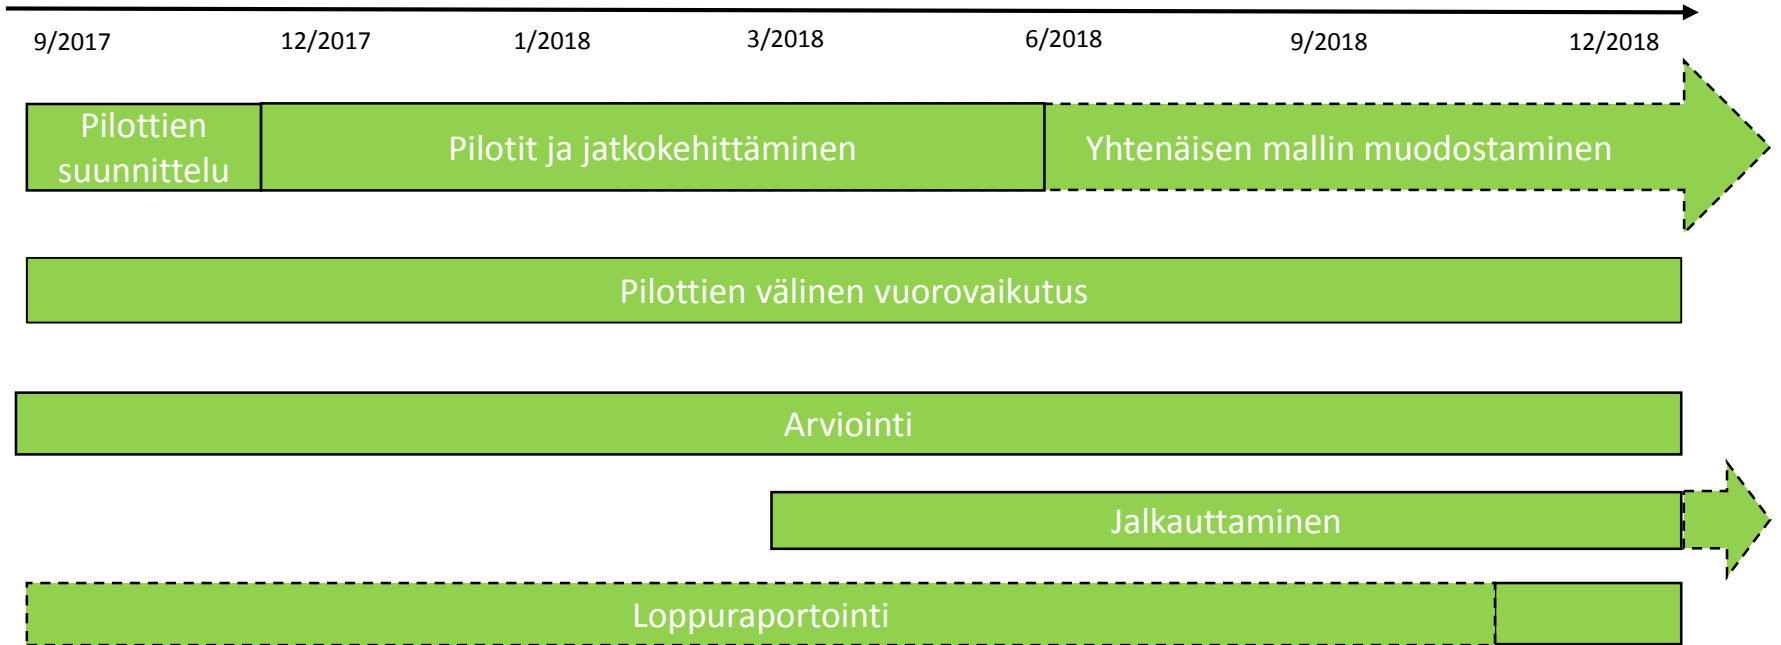 9/2017
12/2017
1/2018
3/2018
6/2018
9/2018
12/2018
Pilottien
suunnittelu
Pilotit ja jatkokehittäminen
Yhtenäisen mallin muodostaminen
Pilottien välinen vuorovaikutus
Arviointi
Jalkauttaminen
Loppuraportointi